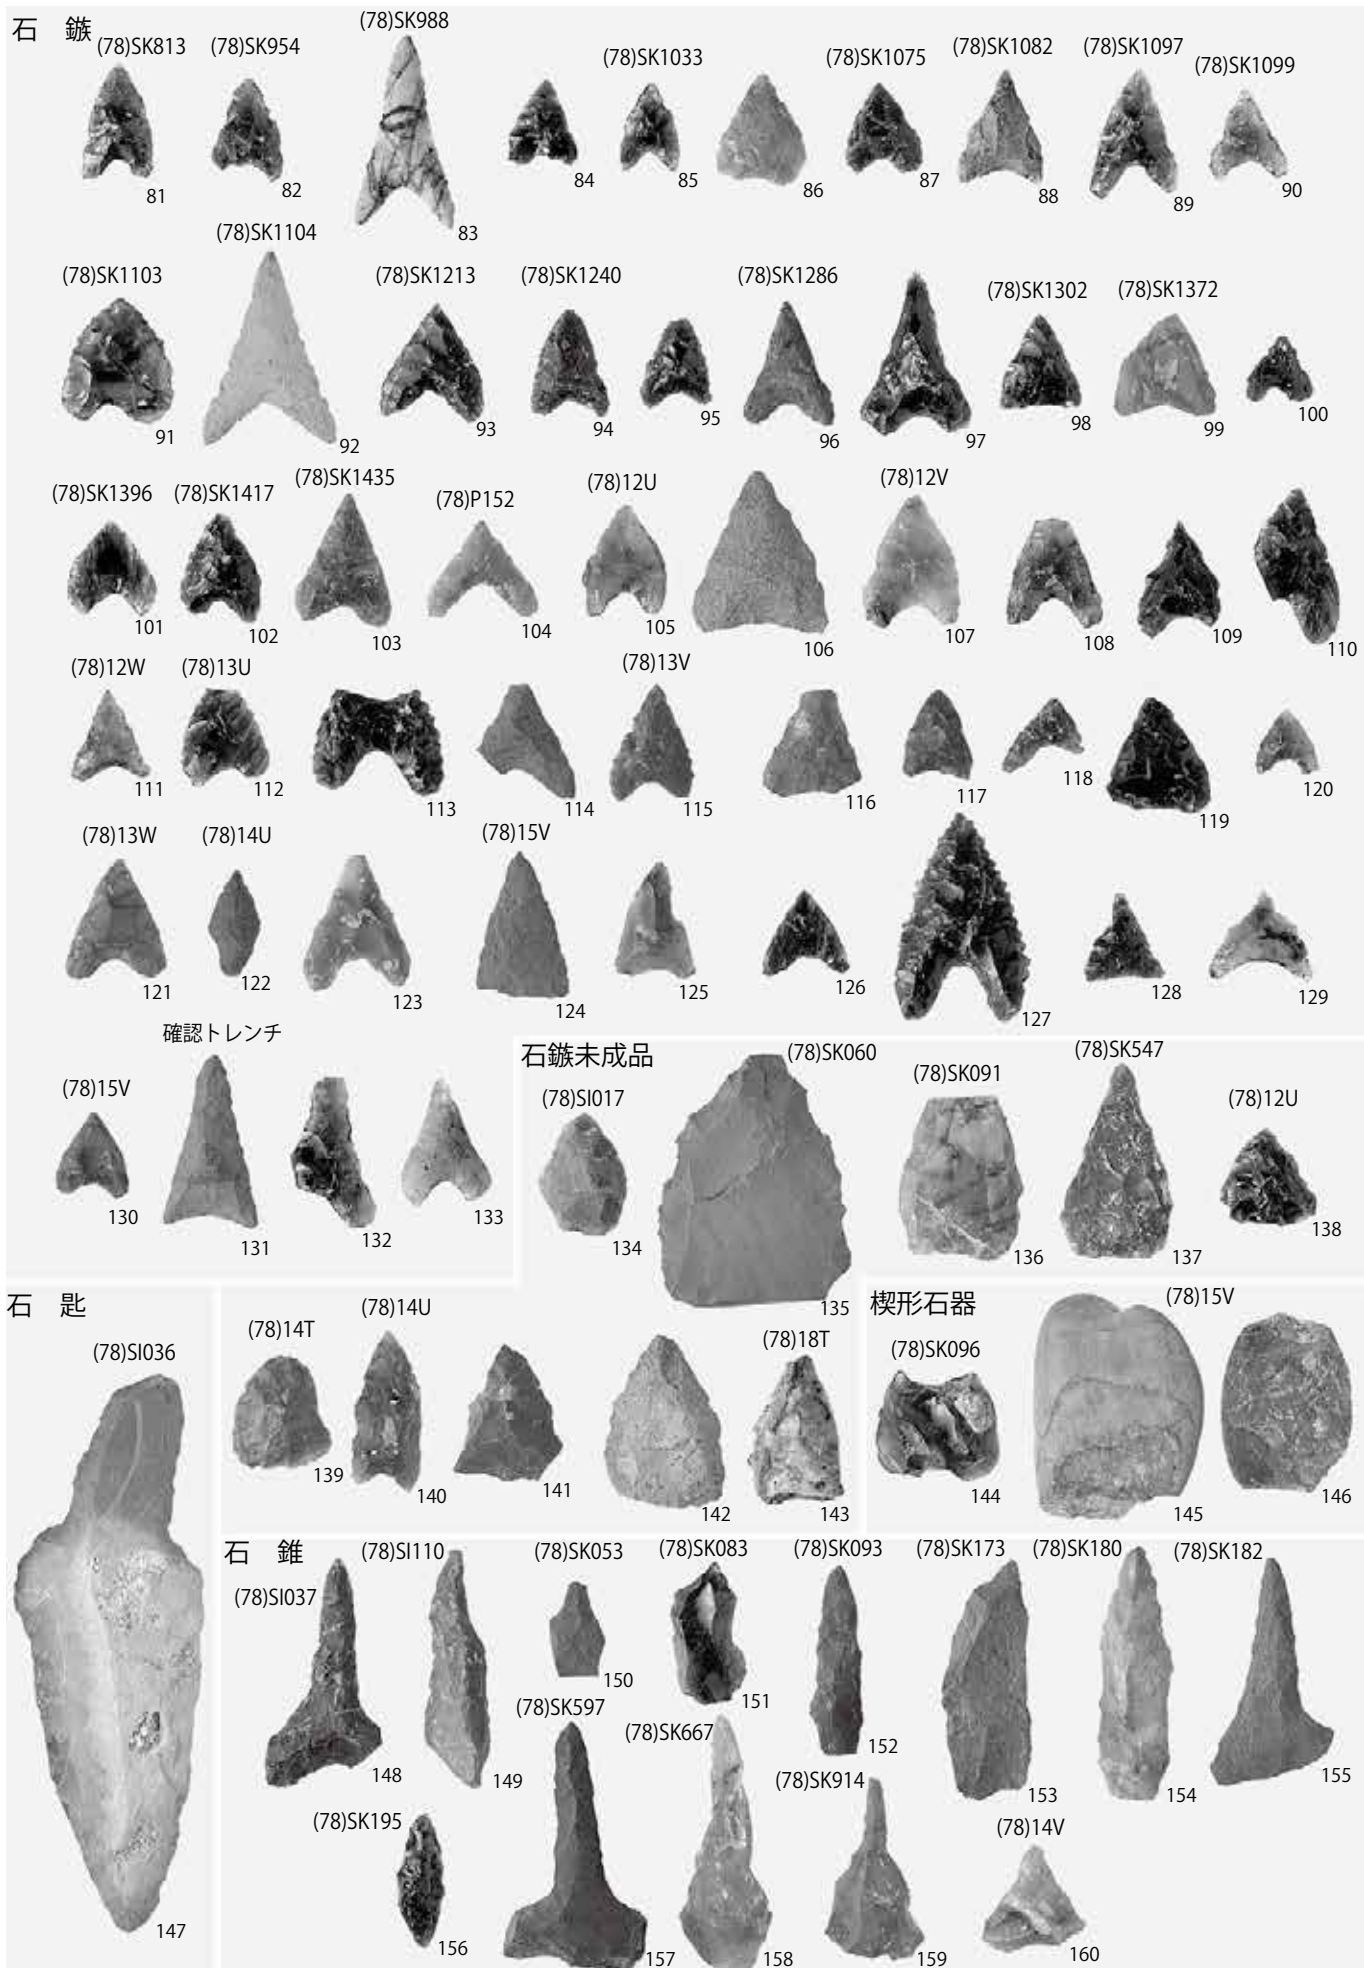 石 鏃
(78)SK813 (78)SK954 (78)SK988 (78)SK1033 (78)SK1075 (78)SK1082 (78)SK1097 (78)SK1099
81 82 83 84 85 86 87 88 89 90
(78)SK1103 (78)SK1104 (78)SK1213 (78)SK1240 (78)SK1286 (78)SK1302 (78)SK1372
91 92 93 94 95 96 97 98 99 100
(78)SK1396 (78)SK1417 (78)SK1435 (78)P152 (78)12U (78)12V
101 102 103 104 105 106 107 108 109 110
(78)12W (78)13U (78)13V
111 112 113 114 115 116 117 118 119 120
(78)13W (78)14U (78)15V
121 122 123 124 125 126 127 128 129
(78)15V 確認トレンチ
130 131 132 133
石鏃未成品
(78)SI017 (78)SK060 (78)SK091 (78)SK547 (78)12U
134 135 136 137 138
(78)14T (78)14U (78)18T
139 140 141 142 143
楔形石器
(78)SK096 (78)15V
144 145 146
石 匙
(78)SI036
147
石 錐
(78)SI037 (78)SI110 (78)SK053 (78)SK083 (78)SK093 (78)SK173 (78)SK180 (78)SK182
148 149 150 151 152 153 154 155
(78)SK195 (78)SK597 (78)SK667 (78)SK914 (78)14V
156 157 158 159 160